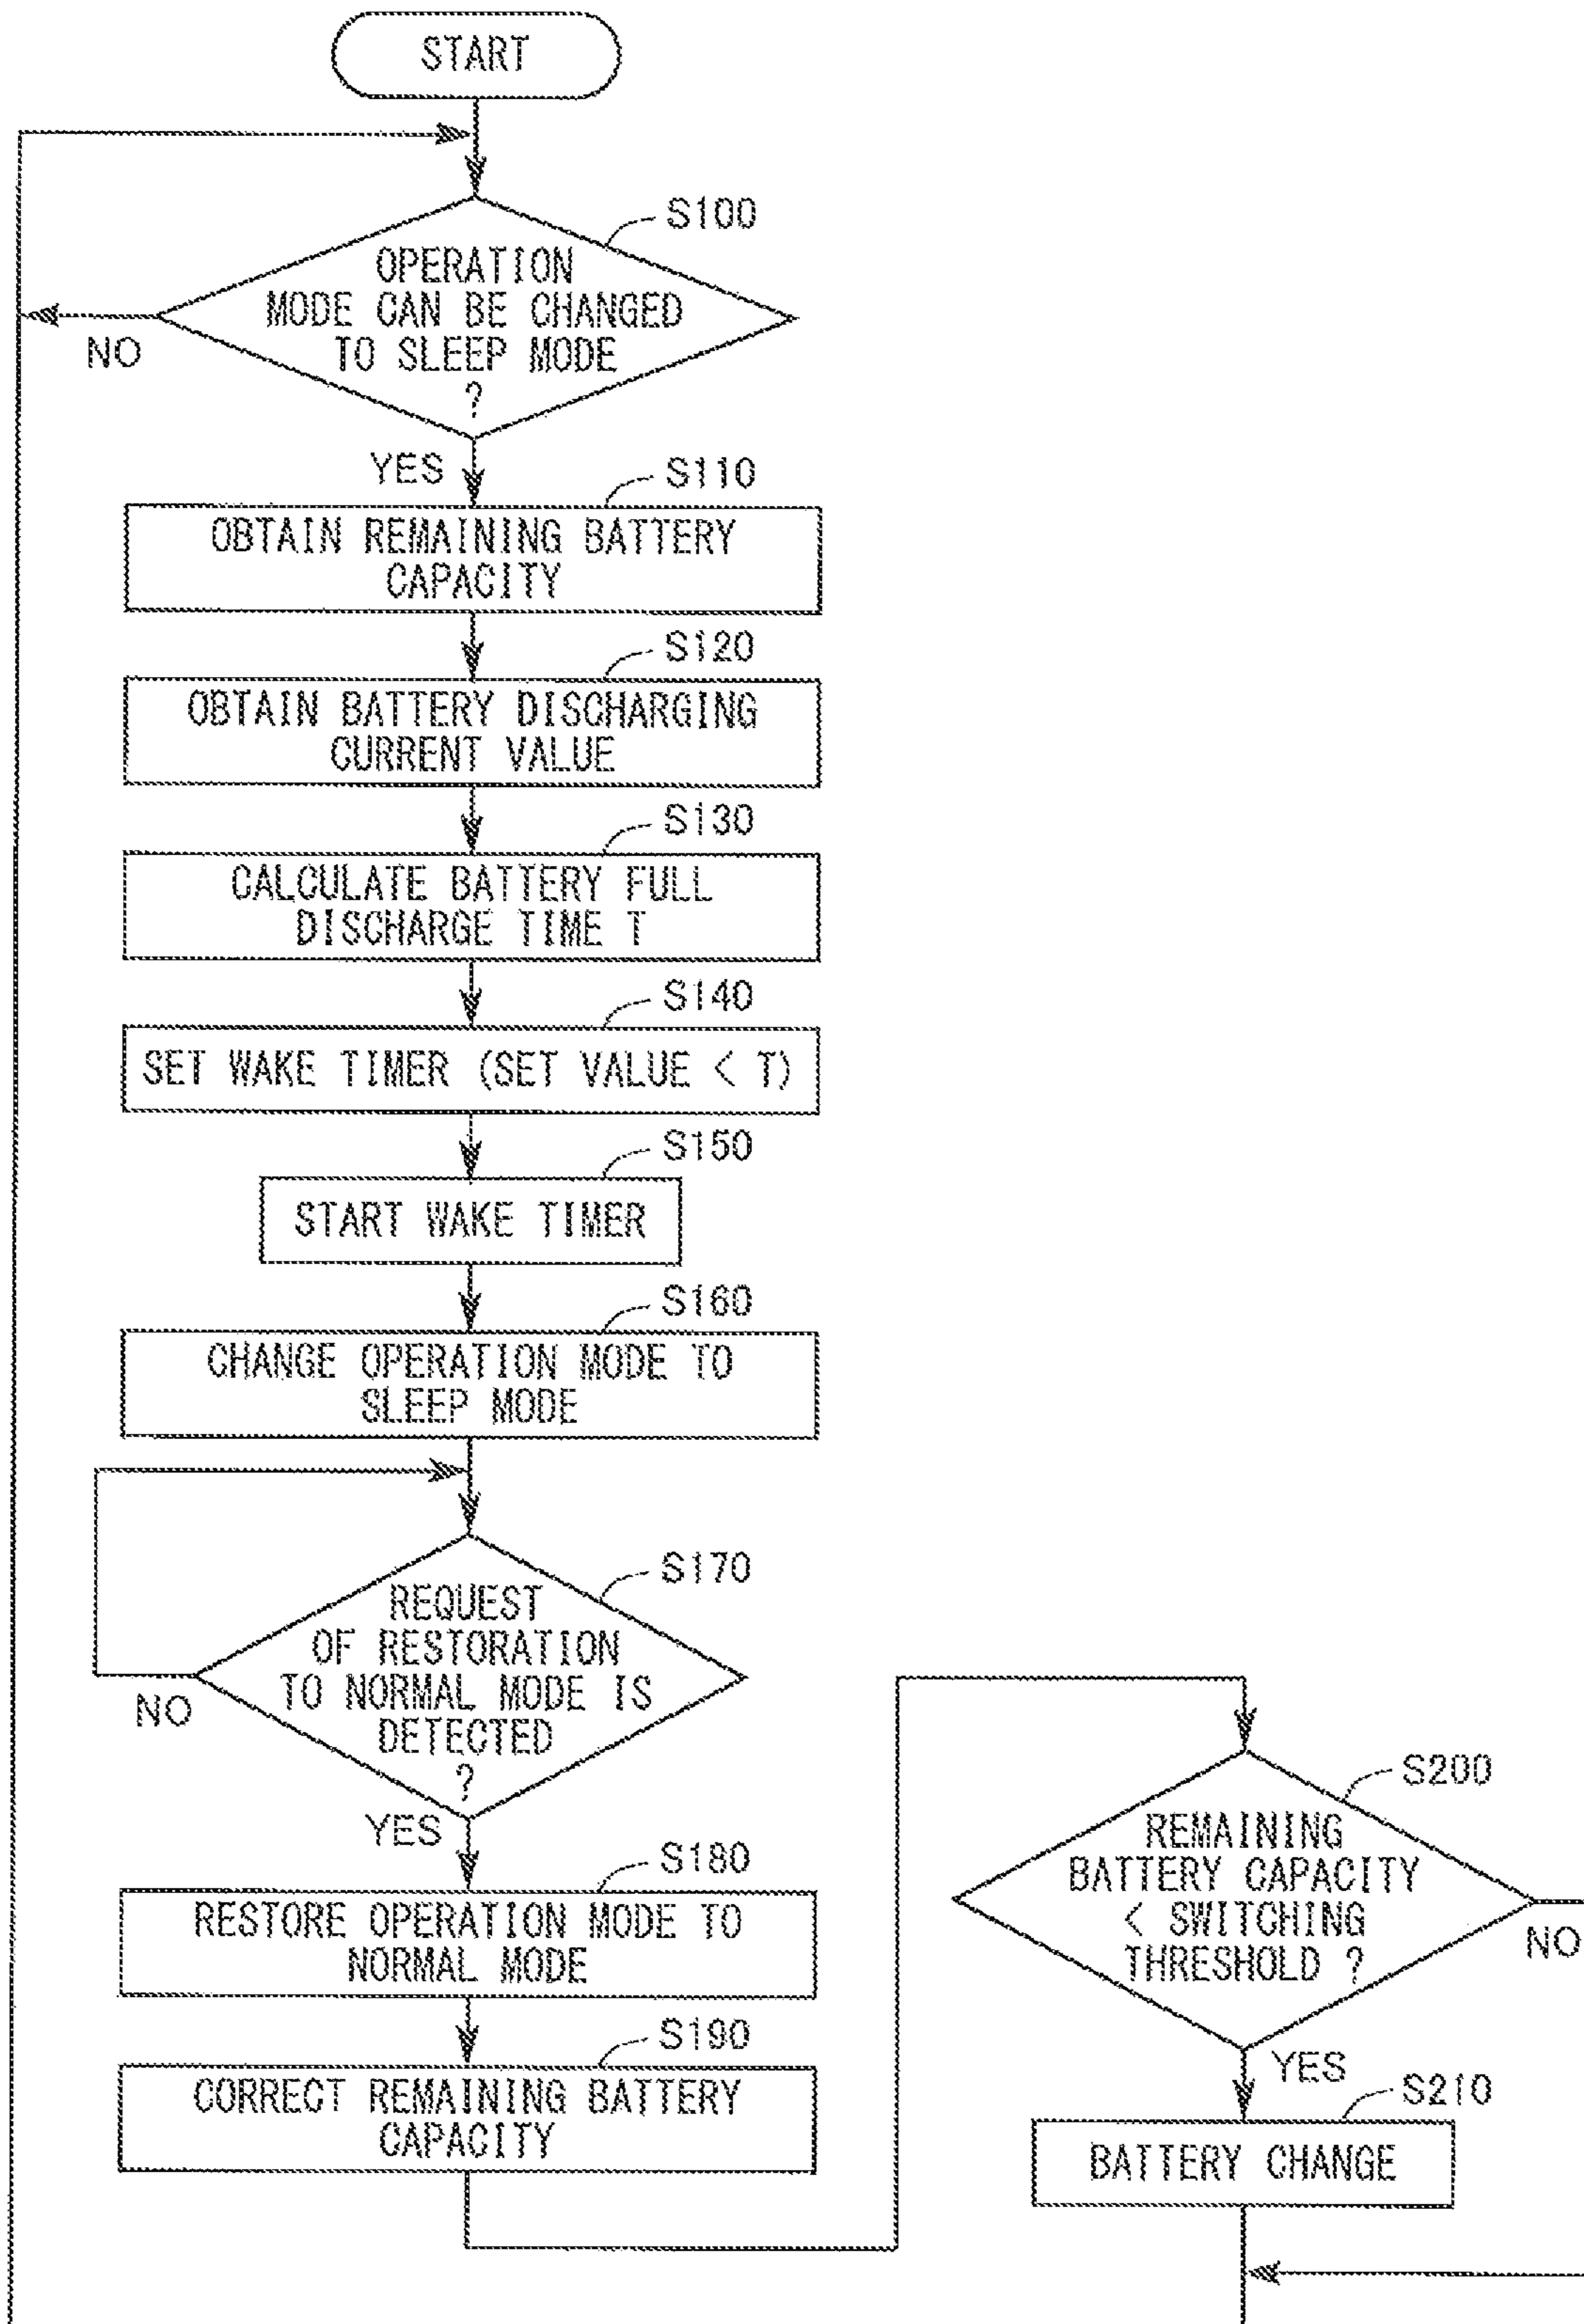 START
S100
OPERATION
MODE CAN BE CHANGED
TO SLEEP MODE
?
NO
YES
S110
OBTAIN REMAINING BATTERY
CAPACITY
S120
OBTAIN BATTERY DISCHARGING
CURRENT VALUE
S130
CALCULATE BATTERY FULL
DISCHARGE TIME T
S140
SET WAKE TIMER (SET VALUE < T)
S150
START WAKE TIMER
S160
CHANGE OPERATION MODE TO
SLEEP MODE
S170
REQUEST
OF RESTORATION
TO NORMAL MODE IS
DETECTED
?
NO
YES
S180
RESTORE OPERATION MODE TO
NORMAL MODE
S190
CORRECT REMAINING BATTERY
CAPACITY
S200
REMAINING
BATTERY CAPACITY
< SWITCHING
THRESHOLD ?
NO
YES
S210
BATTERY CHANGE